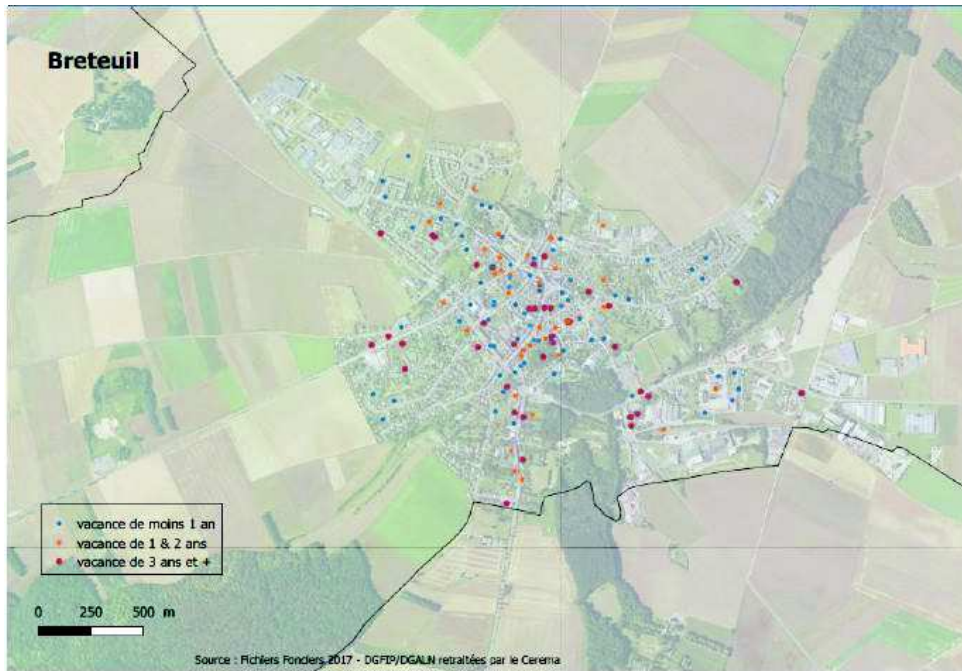 Breteuil
vacance de moins 1 an
vacance de 1 & 2 ans
vacance de 3 ans et +
0 250 500 m
Source : Fichiers Fonciers 2017 - DGFIP/DGALN retraitées par le Cerema